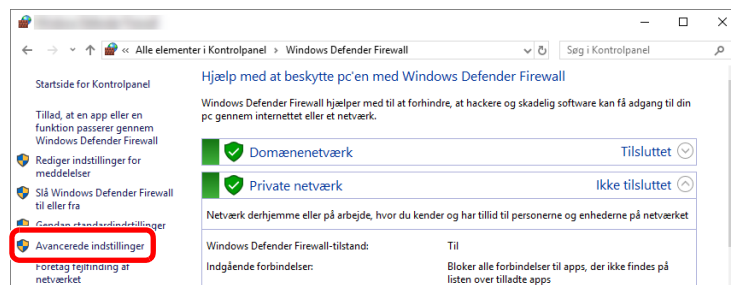 « Alle elementer i Kontrolpanel > Windows Defender Firewall
Søg i Kontrolpanel
Startside for Kontrolpanel
Tillad, at en app eller en
funktion passerer gennem
Windows Defender Firewall
Rediger indstillinger for
meddelelser
Slå Windows Defender Firewall
til eller fra
Gendan standardindstillinger
Avancerede indstillinger
Foretag fejlfinding af
netværket
Hjælp med at beskytte pc'en med Windows Defender Firewall
Windows Defender Firewall hjælper med til at forhindre, at hackere og skadelig software kan få adgang til din
pc gennem internettet eller et netværk.
Domænenetværk Tilsluttet
Private netværk Ikke tilsluttet
Netværk derhjemme eller på arbejde, hvor du kender og har tillid til personerne og enhederne på netværket
Windows Defender Firewall-tilstand: Til
Indgående forbindelser: Bloker alle forbindelser til apps, der ikke findes på
listen over tilladte apps